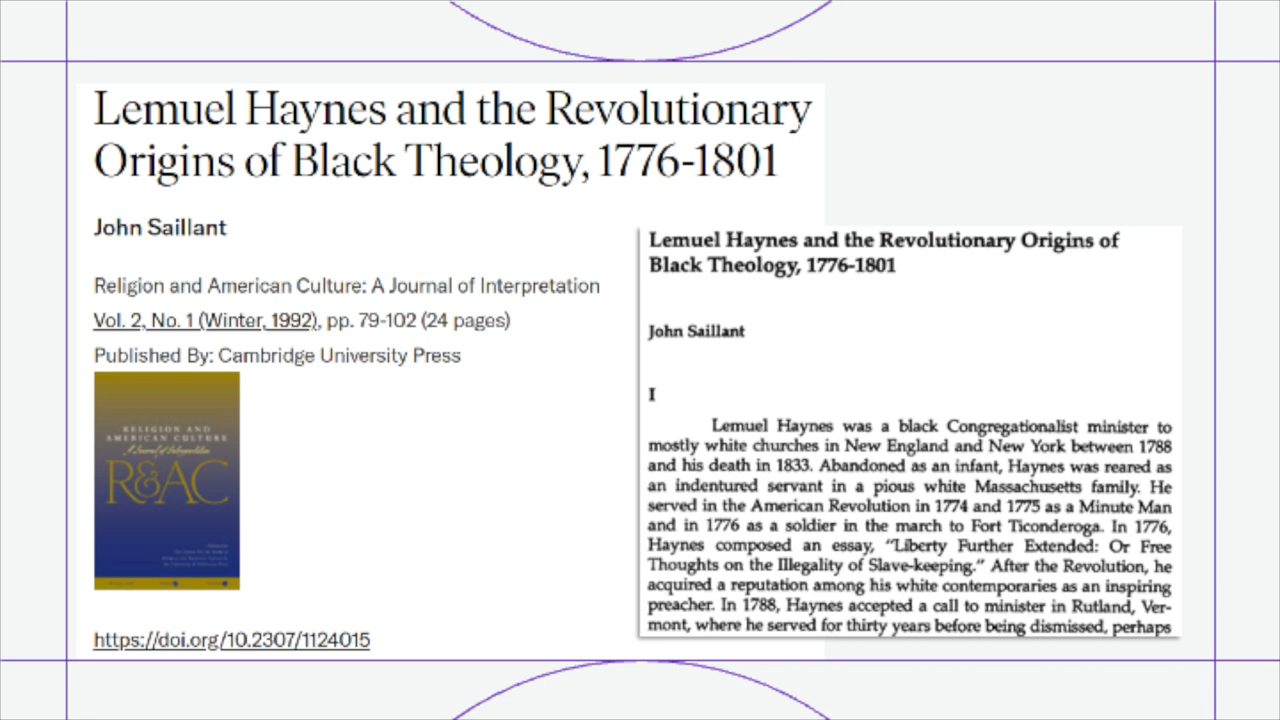 Lemuel Haynes and the Revolutionary
Origins of Black Theology, 1776-1801
John Saillant
Religion and American Culture: A Journal of Interpretation
Vol. 2, No. 1 (Winter, 1992), pp. 79-102 (24 pages)
Published By: Cambridge University Press
RELIGION AND
AMERICAN CULTURE
A Journal of Interpretation
R&AC
https://doi.org/10.2307/1124015
Lemuel Haynes and the Revolutionary Origins of
Black Theology, 1776-1801
John Saillant
I
Lemuel Haynes was a black Congregationalist minister to
mostly white churches in New England and New York between 1788
and his death in 1833. Abandoned as an infant, Haynes was reared as
an indentured servant in a pious white Massachusetts family. He
served in the American Revolution in 1774 and 1775 as a Minute Man
and in 1776 as a soldier in the march to Fort Ticonderoga. In 1776,
Haynes composed an essay, “Liberty Further Extended: Or Free
Thoughts on the Illegality of Slave-keeping.” After the Revolution, he
acquired a reputation among his white contemporaries as an inspiring
preacher. In 1788, Haynes accepted a call to minister in Rutland, Ver-
mont, where he served for thirty years before being dismissed, perhaps